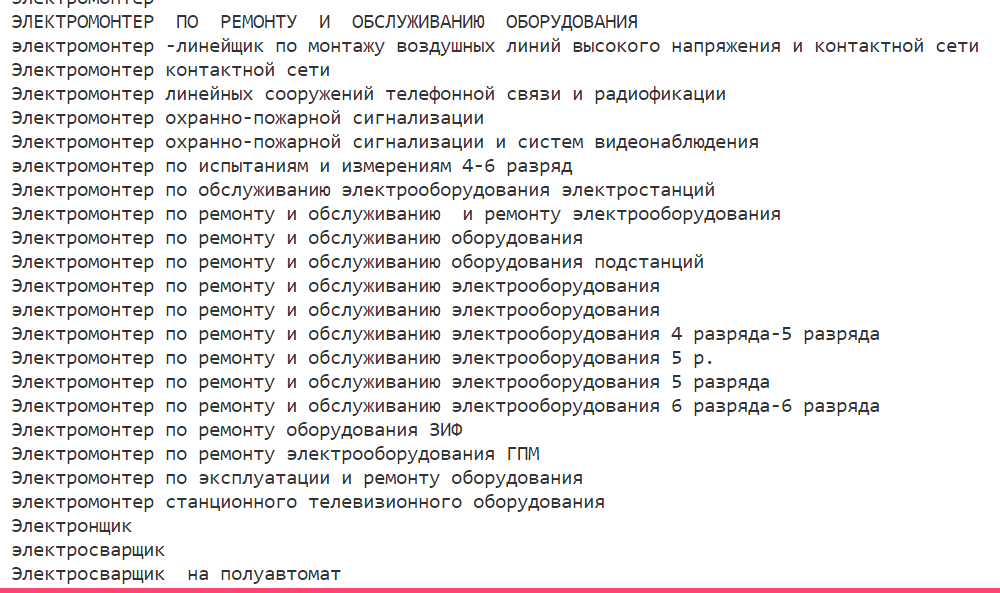 Электромонтер
ЭЛЕКТРОМОНТЕР  ПО  РЕМОНТУ  И  ОБСЛУЖИВАНИЮ  ОБОРУДОВАНИЯ
электромонтер -линейщик по монтажу воздушных линий высокого напряжения и контактной сети
Электромонтер контактной сети
Электромонтер линейных сооружений телефонной связи и радиофикации
Электромонтер охранно-пожарной сигнализации
Электромонтер охранно-пожарной сигнализации и систем видеонаблюдения
электромонтер по испытаниям и измерениям 4-6 разряд
Электромонтер по обслуживанию электрооборудования электростанций
Электромонтер по ремонту и обслуживанию  и ремонту электрооборудования
Электромонтер по ремонту и обслуживанию оборудования
Электромонтер по ремонту и обслуживанию оборудования подстанций
Электромонтер по ремонту и обслуживанию электрооборудования
электромонтер по ремонту и обслуживанию электрооборудования
Электромонтер по ремонту и обслуживанию электрооборудования 4 разряда-5 разряда
Электромонтер по ремонту и обслуживанию электрооборудования 5 р.
Электромонтер по ремонту и обслуживанию электрооборудования 5 разряда
Электромонтер по ремонту и обслуживанию электрооборудования 6 разряда-6 разряда
Электромонтер по ремонту оборудования ЗИФ
Электромонтер по ремонту электрооборудования ГПМ
Электромонтер по эксплуатации и ремонту оборудования
электромонтер станционного телевизионного оборудования
Электронщик
электросварщик
Электросварщик  на полуавтомат